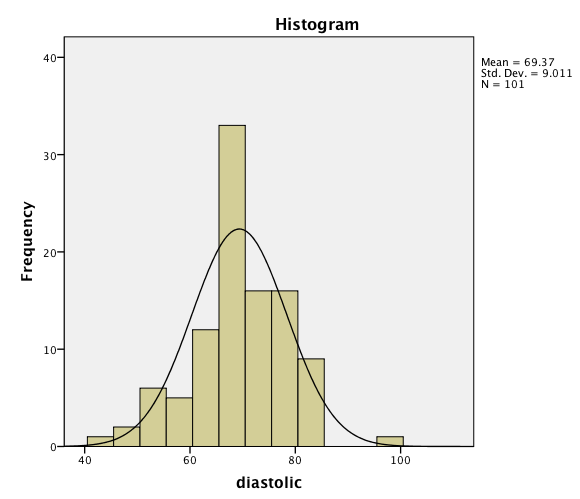 Histogram
Mean = 69.37
Std. Dev. = 9.011
N = 101
Frequency
40
30
20
10
0
40 60 80 100
diastolic